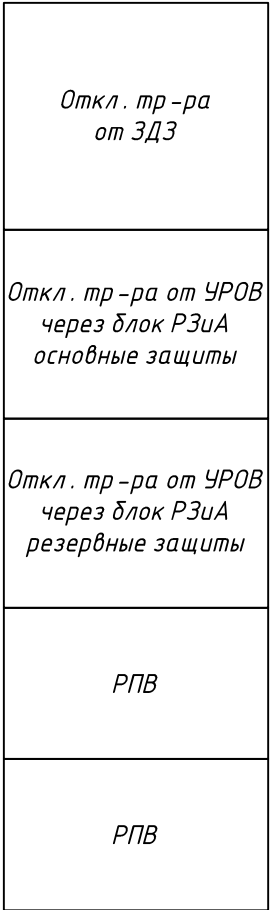 Откл. тр-ра
от ЗДЗ
Откл. тр-ра от УРОВ
через блок РЗиА
основные защиты
Откл. тр-ра от УРОВ
через блок РЗиА
резервные защиты
РПВ
РПВ